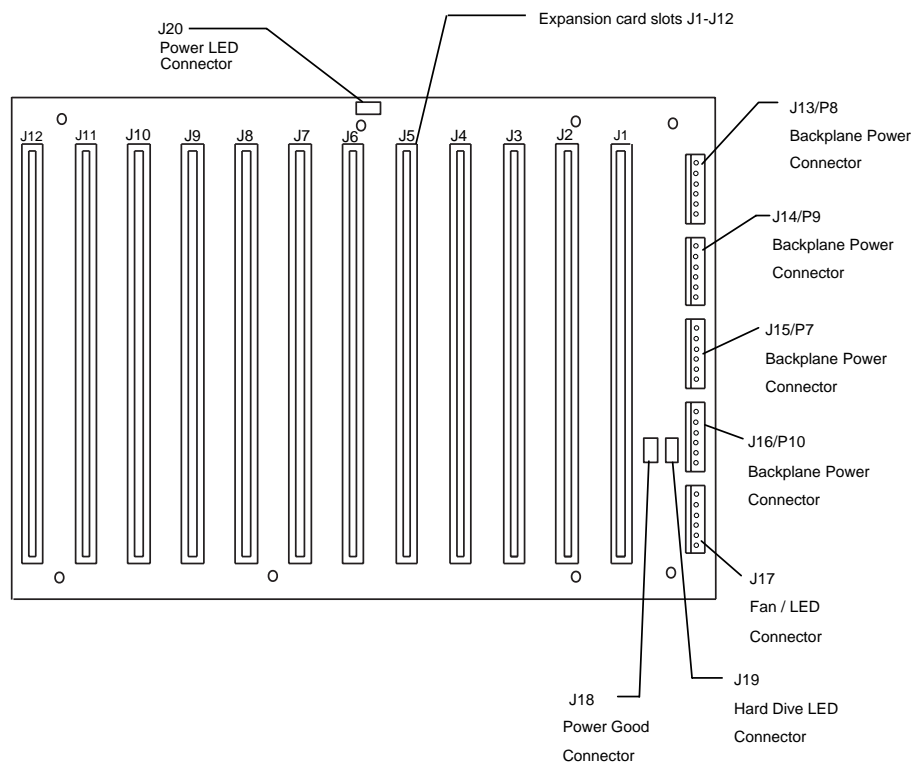 Expansion card slots J1-J12
J20
Power LED
Connector
J12 J11 J10 J9 J8 J7 J6 J5 J4 J3 J2 J1
J13/P8
Backplane Power
Connector
J14/P9
Backplane Power
Connector
J15/P7
Backplane Power
Connector
J16/P10
Backplane Power
Connector
J17
Fan / LED
Connector
J19
Hard Dive LED
Connector
J18
Power Good
Connector